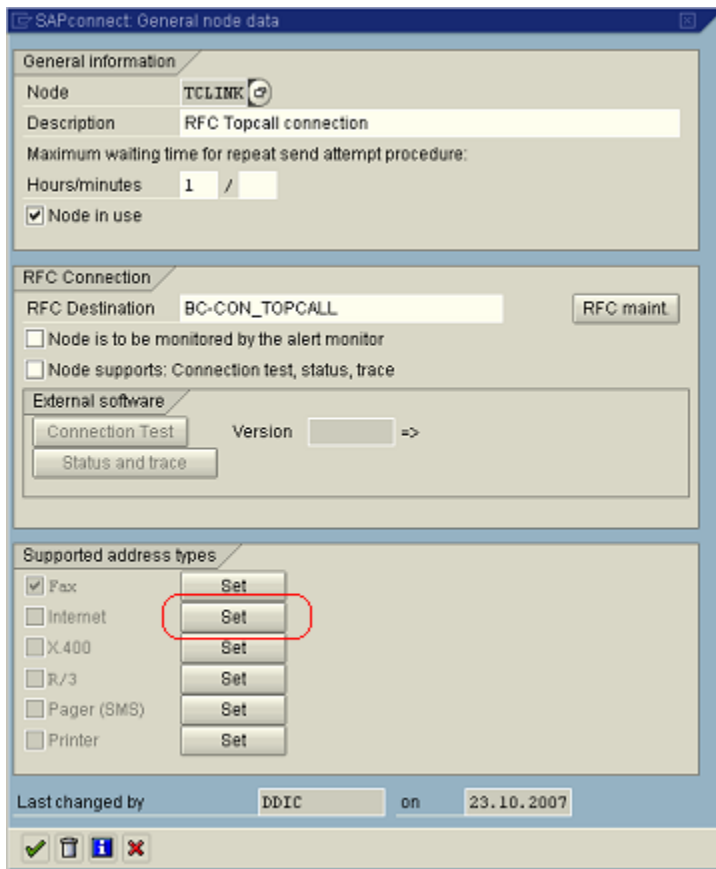 SAPconnect: General node data
General information
Node TCLINK
Description RFC Topcall connection
Maximum waiting time for repeat send attempt procedure:
Hours/minutes 1 /
Node in use
RFC Connection
RFC Destination BC-CON_TOPCALL RFC maint.
Node is to be monitored by the alert monitor
Node supports: Connection test, status, trace
External software
Connection Test Version =>
Status and trace
Supported address types
Fax Set
Internet Set
X.400 Set
R/3 Set
Pager (SMS) Set
Printer Set
Last changed by DDIC on 23.10.2007